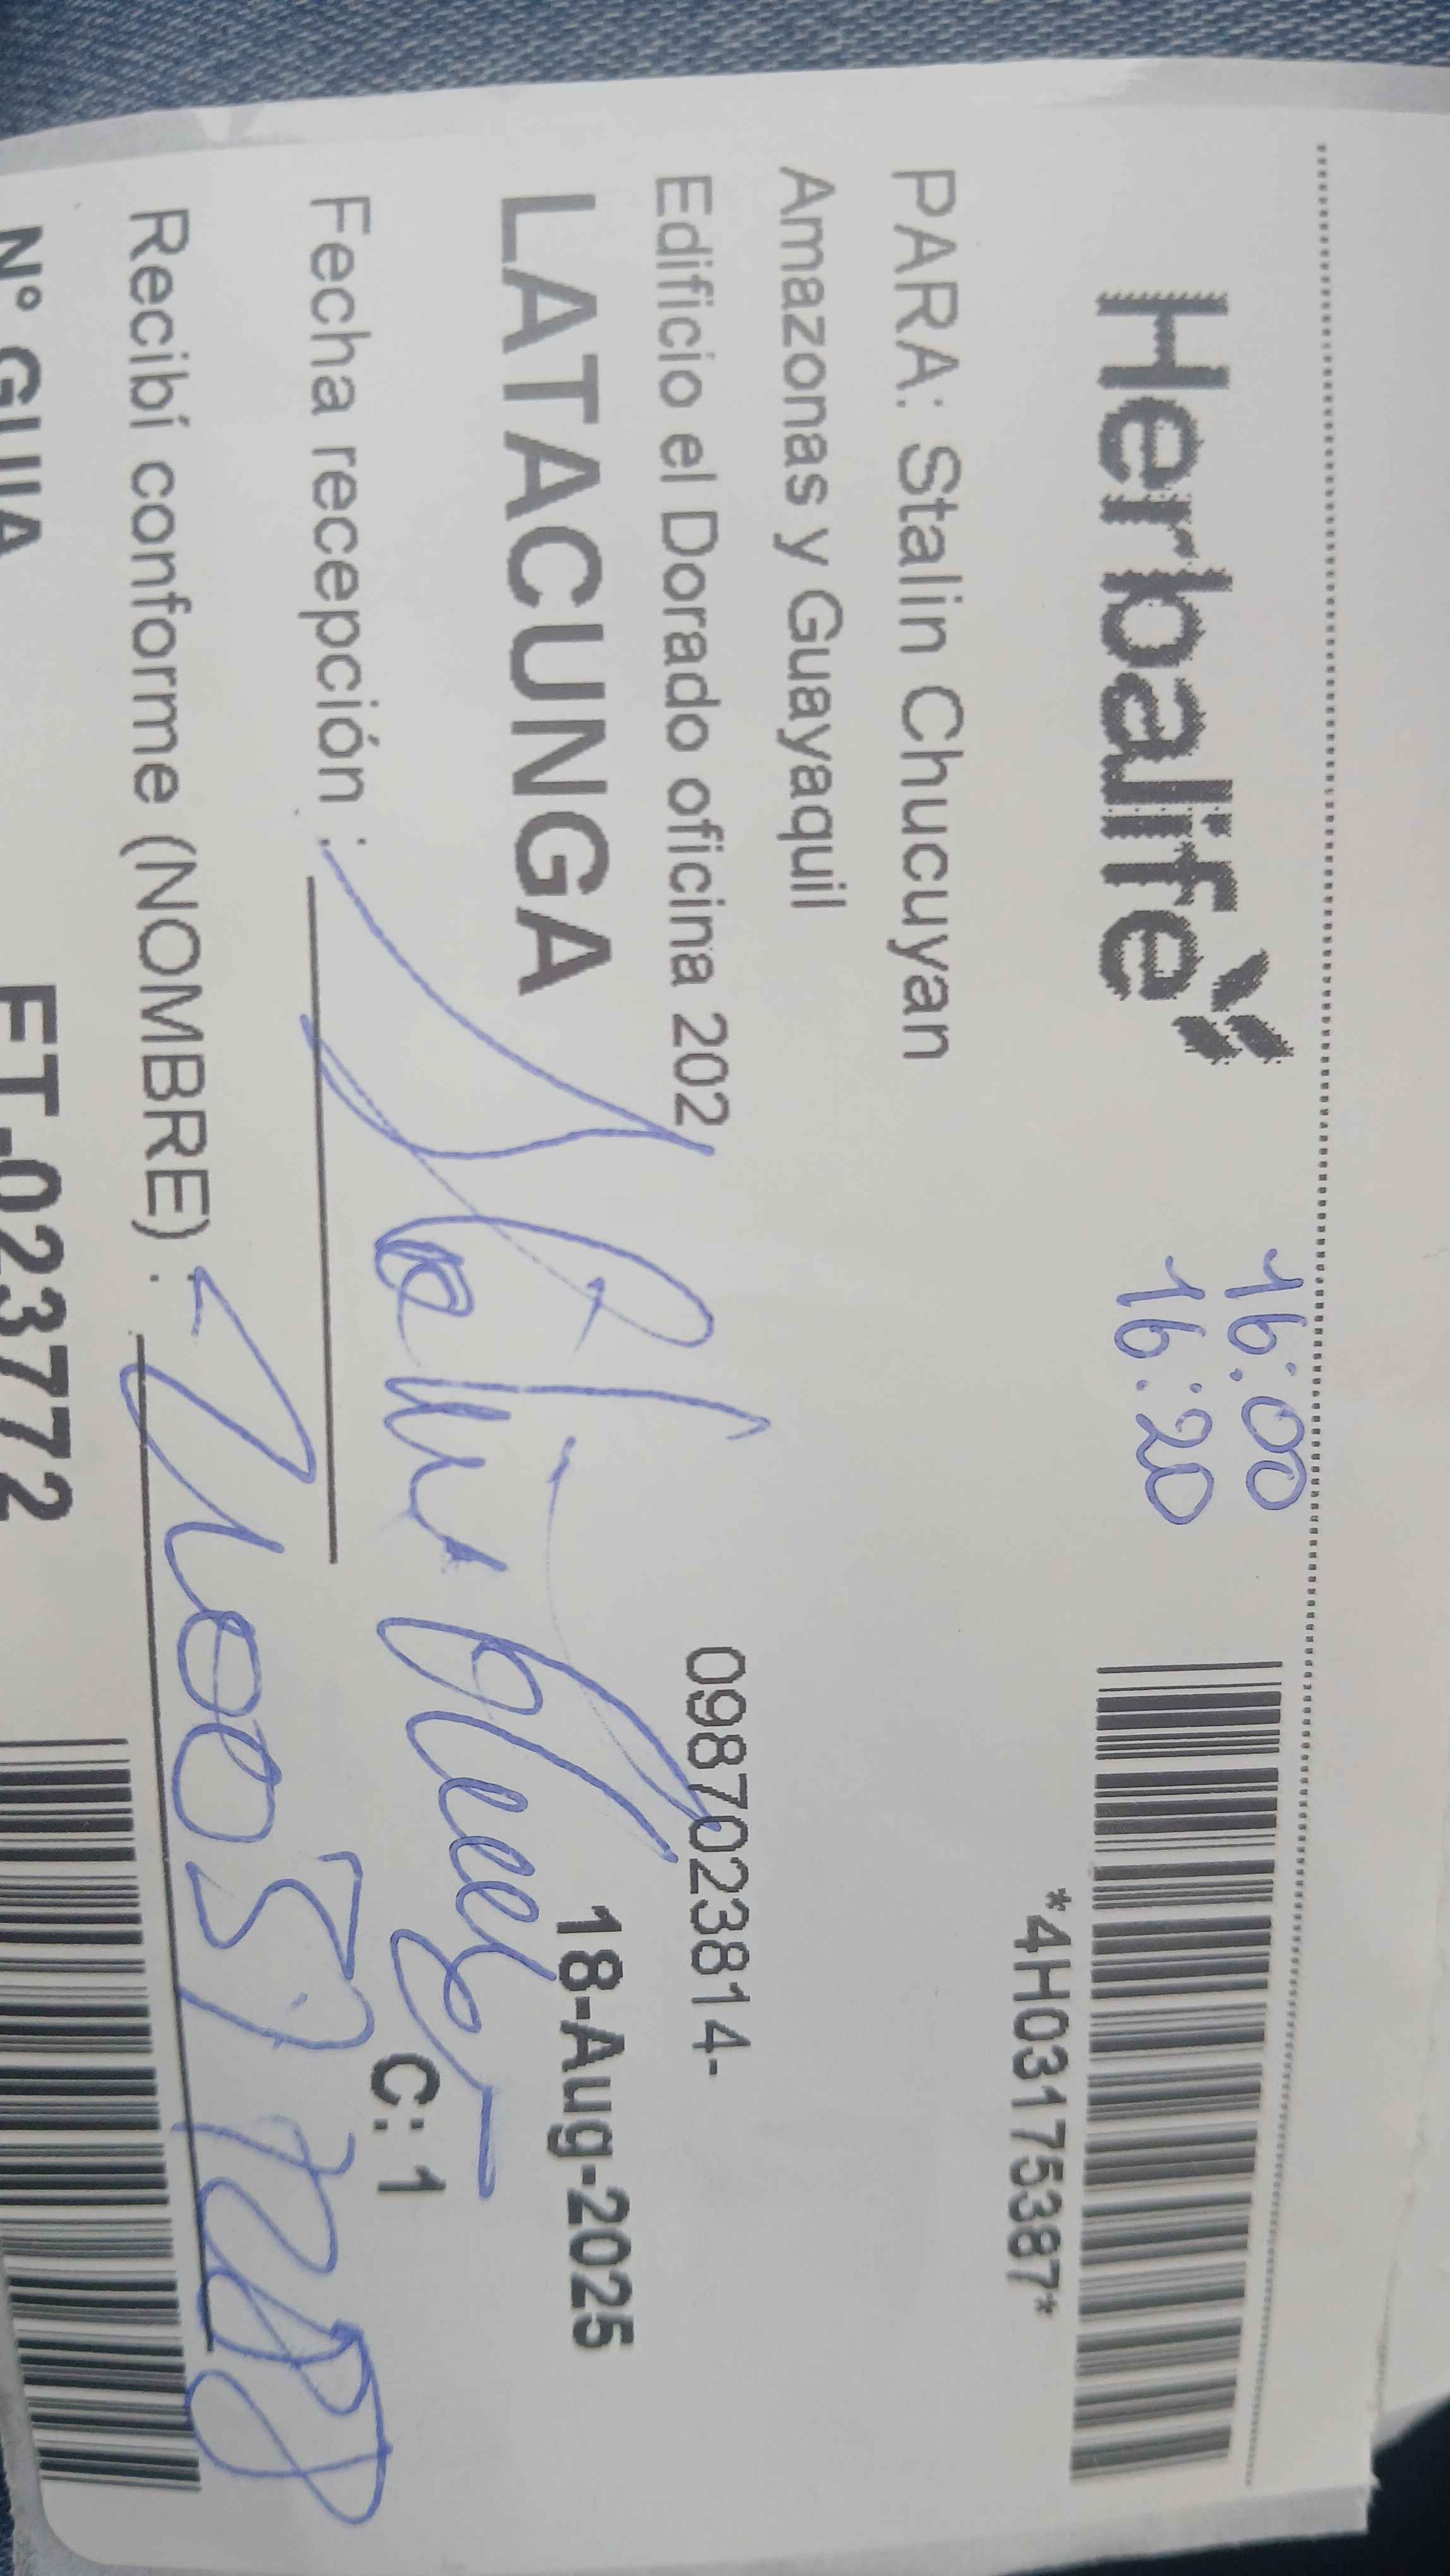 Herbalife
16:00
16:20
*4H03175387*
PARA: Stalin Chucuyan
Amazonas y Guayaquil
Edificio el Dorado oficina 202
0987023814-
LATACUNGA
18-Aug-2025
Fecha recepción :
C: 1
Recibí conforme (NOMBRE) :
N° GUIA
FT-023772